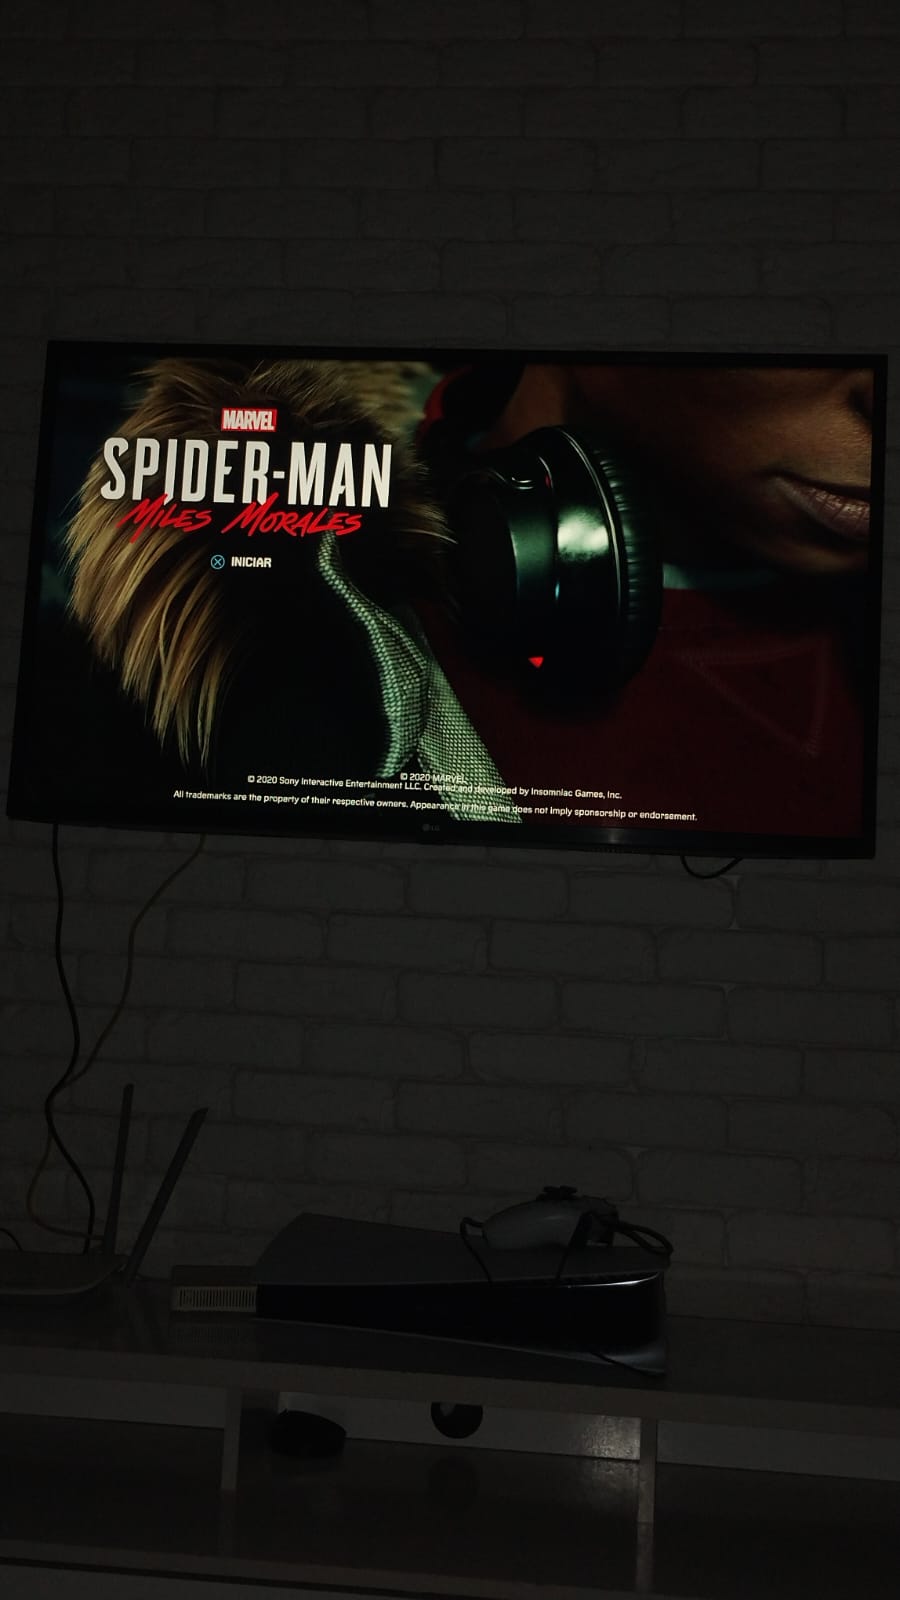 MARVEL
SPIDER-MAN
MILES MORALES
INICIAR
© 2020 MARVEL
© 2020 Sony Interactive Entertainment LLC. Created and developed by Insomniac Games, Inc.
All trademarks are the property of their respective owners. Appearance in this game does not imply sponsorship or endorsement.
LG